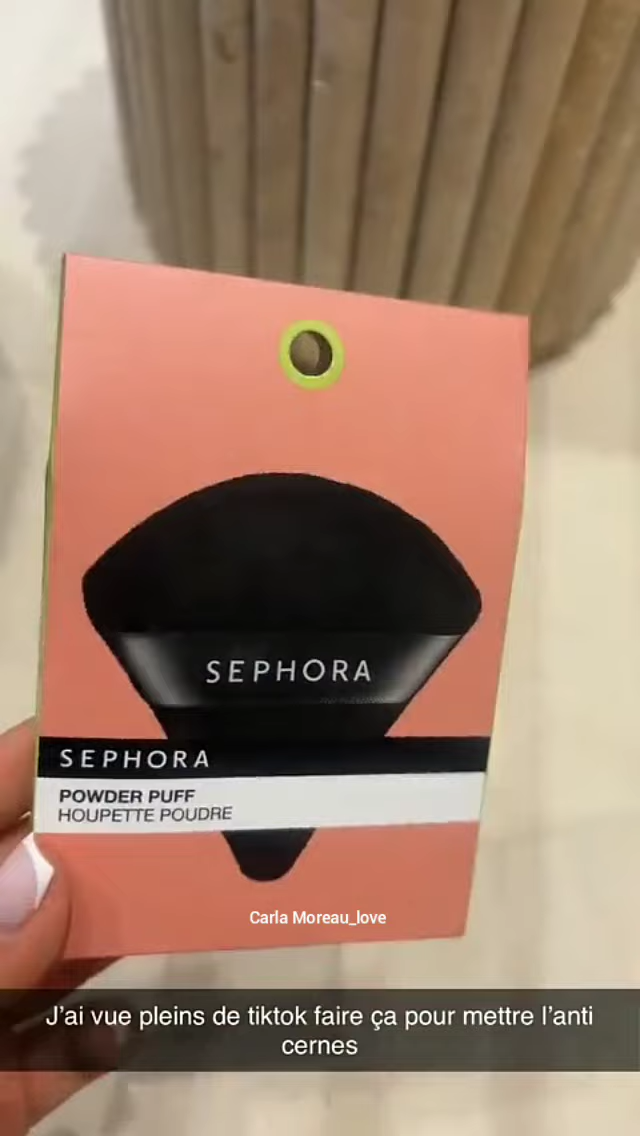 SEPHORA
SEPHORA
POWDER PUFF
HOUPETTE POUDRE
Carla Moreau_love
J'ai vue pleins de tiktok faire ça pour mettre l'anti
cernes